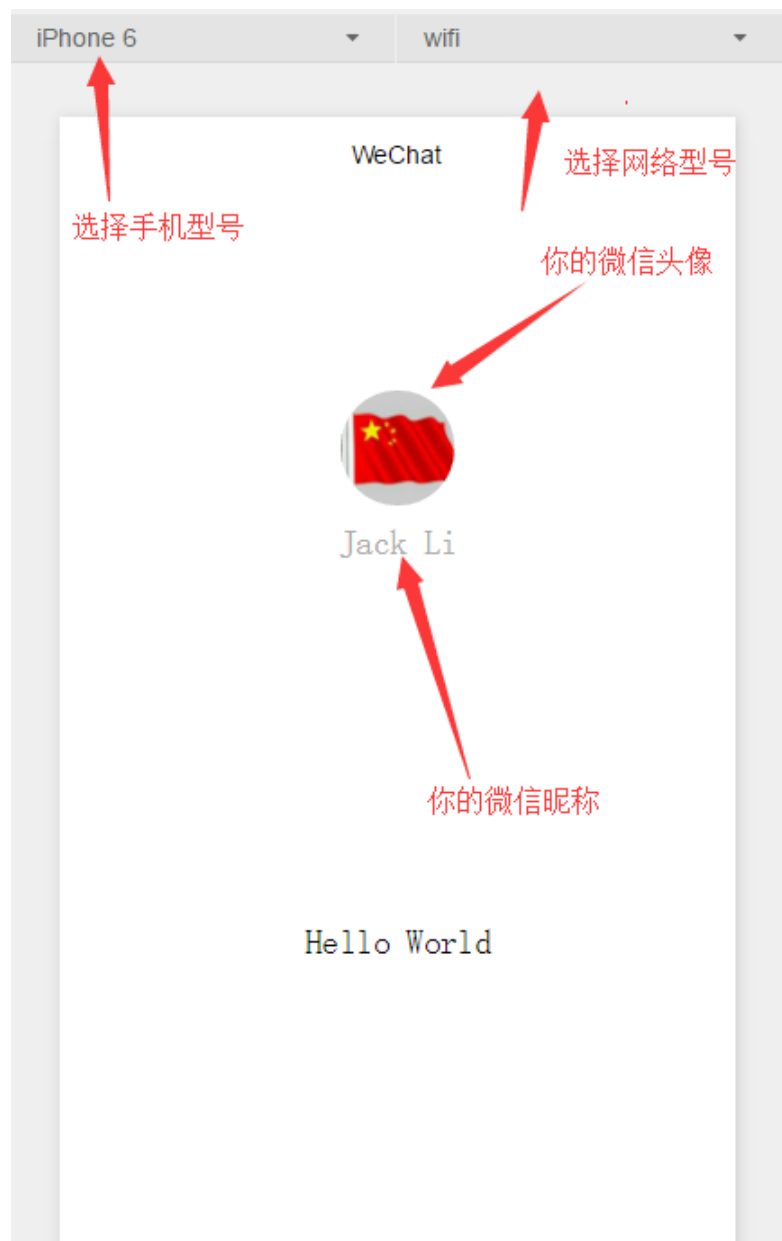 iPhone 6
wifi
WeChat
选择网络型号
选择手机型号
你的微信头像
Jack Li
你的微信昵称
Hello World